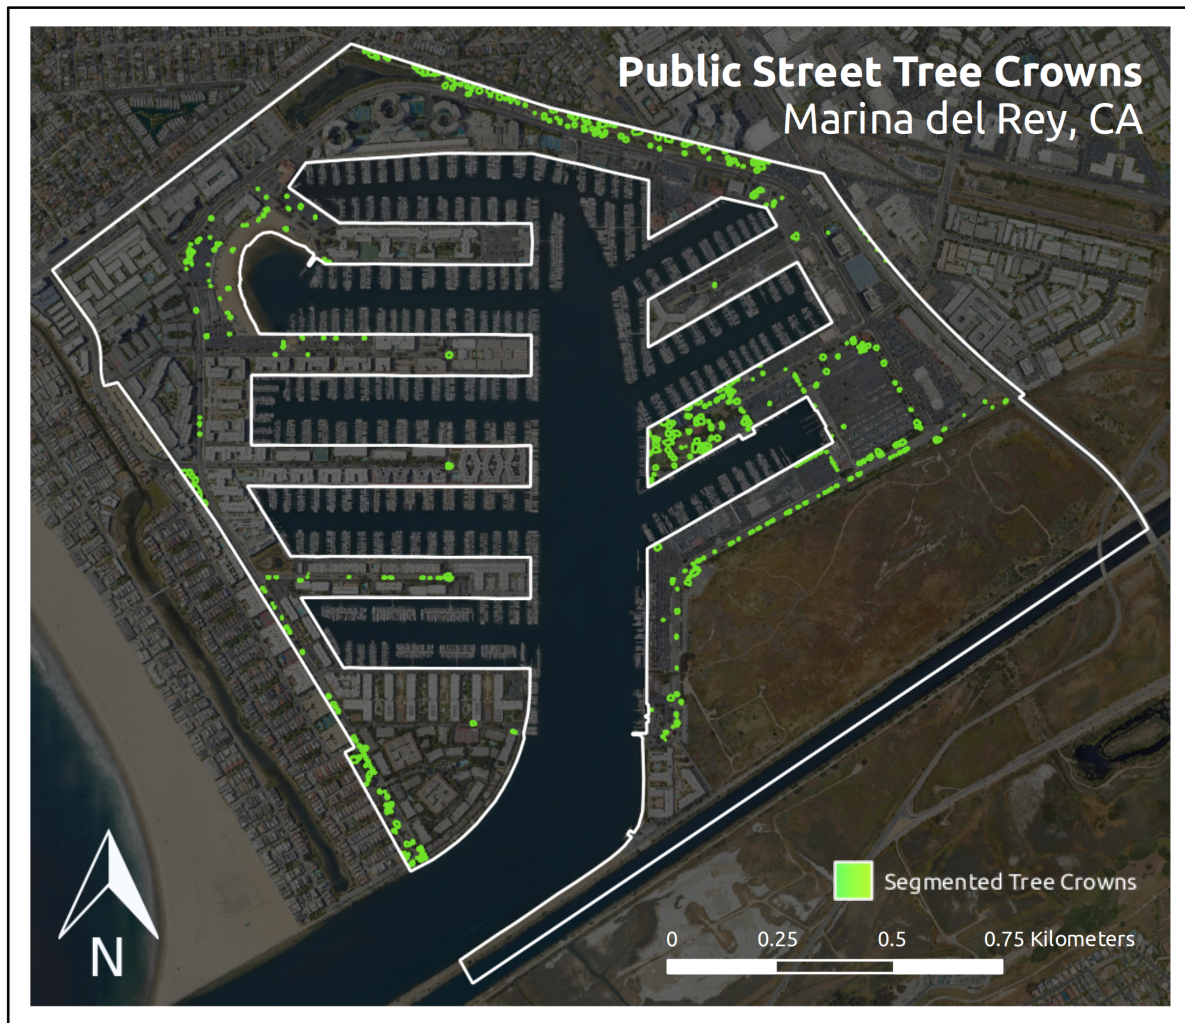 Public Street Tree Crowns
Marina del Rey, CA
N
Segmented Tree Crowns
0 0.25 0.5 0.75 Kilometers